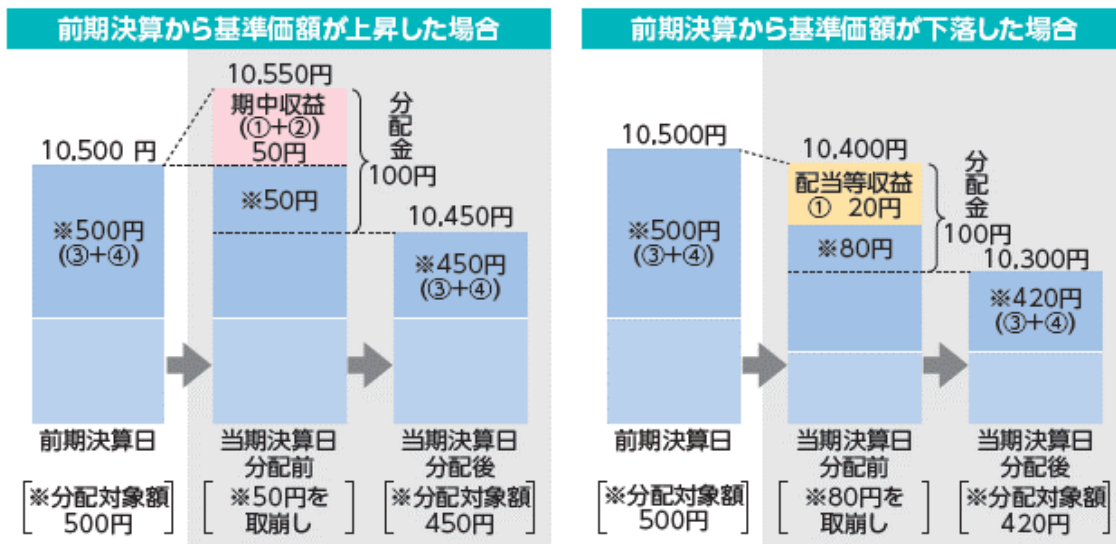 前期決算から基準価額が上昇した場合
10,550円
期中収益
(①+②)
50円
分配金
100円
10,500 円
※500円
(③+④)
※50円
10,450円
※450円
(③+④)
前期決算日
当期決算日
分配前
当期決算日
分配後
※分配対象額
500円
※50円を
取崩し
※分配対象額
450円
前期決算から基準価額が下落した場合
10,500円
10,400円
配当等収益
① 20円
分配金
100円
※500円
(③+④)
※80円
10,300円
※420円
(③+④)
前期決算日
当期決算日
分配前
当期決算日
分配後
※分配対象額
500円
※80円を
取崩し
※分配対象額
420円